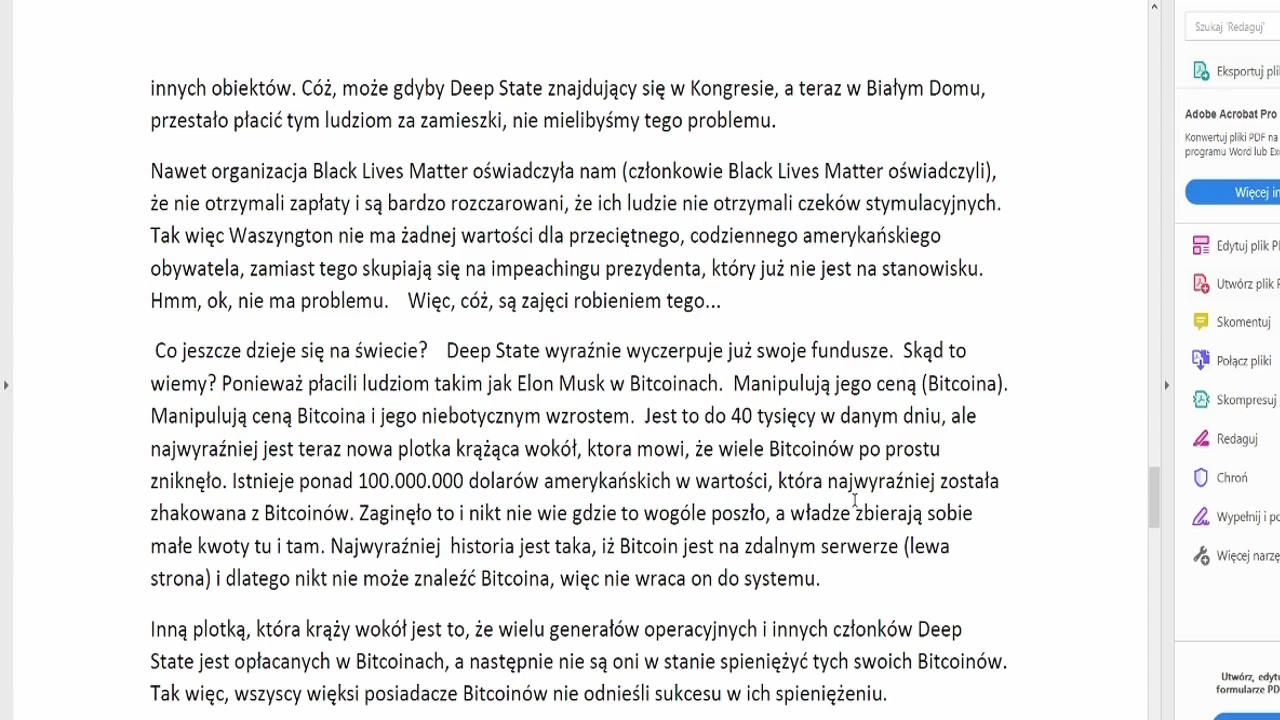 innych obiektów. Cóż, może gdyby Deep State znajdujący się w Kongresie, a teraz w Białym Domu,
przestało płacić tym ludziom za zamieszki, nie mielibyśmy tego problemu.
Nawet organizacja Black Lives Matter oświadczyła nam (członkowie Black Lives Matter oświadczyli),
że nie otrzymali zapłaty i są bardzo rozczarowani, że ich ludzie nie otrzymali czeków stymulacyjnych.
Tak więc Waszyngton nie ma żadnej wartości dla przeciętnego, codziennego amerykańskiego
obywatela, zamiast tego skupiają się na impeachingu prezydenta, który już nie jest na stanowisku.
Hmm, ok, nie ma problemu. Więc, cóż, są zajęci robieniem tego...
Co jeszcze dzieje się na świecie? Deep State wyraźnie wyczerpuje już swoje fundusze. Skąd to
wiemy? Ponieważ płacili ludziom takim jak Elon Musk w Bitcoinach. Manipulują jego ceną (Bitcoina).
Manipulują ceną Bitcoina i jego niebotycznym wzrostem. Jest to do 40 tysięcy w danym dniu, ale
najwyraźniej jest teraz nowa plotka krążąca wokół, ktora mowi, że wiele Bitcoinów po prostu
zniknęło. Istnieje ponad 100.000.000 dolarów amerykańskich w wartości, która najwyraźniej została
zhakowana z Bitcoinów. Zaginęło to i nikt nie wie gdzie to wogóle poszło, a władze zbierają sobie
małe kwoty tu i tam. Najwyraźniej historia jest taka, iż Bitcoin jest na zdalnym serwerze (lewa
strona) i dlatego nikt nie może znaleźć Bitcoina, więc nie wraca on do systemu.
Inną plotką, która krąży wokół jest to, że wielu generałów operacyjnych i innych członków Deep
State jest opłacanych w Bitcoinach, a następnie nie są oni w stanie spieniężyć tych swoich Bitcoinów.
Tak więc, wszyscy więksi posiadacze Bitcoinów nie odnieśli sukcesu w ich spieniężeniu.
Szukaj 'Redaguj'
Eksportuj pli
Adobe Acrobat Pro
Konwertuj pliki PDF na
programu Word lub Exc
Więcej in
Edytuj plik P
Utwórz plik P
Skomentuj
Połącz pliki
Skompresuj
Redaguj
Chroń
Wypełnij i po
Więcej narzę
Utwórz, edytu
formularze PD